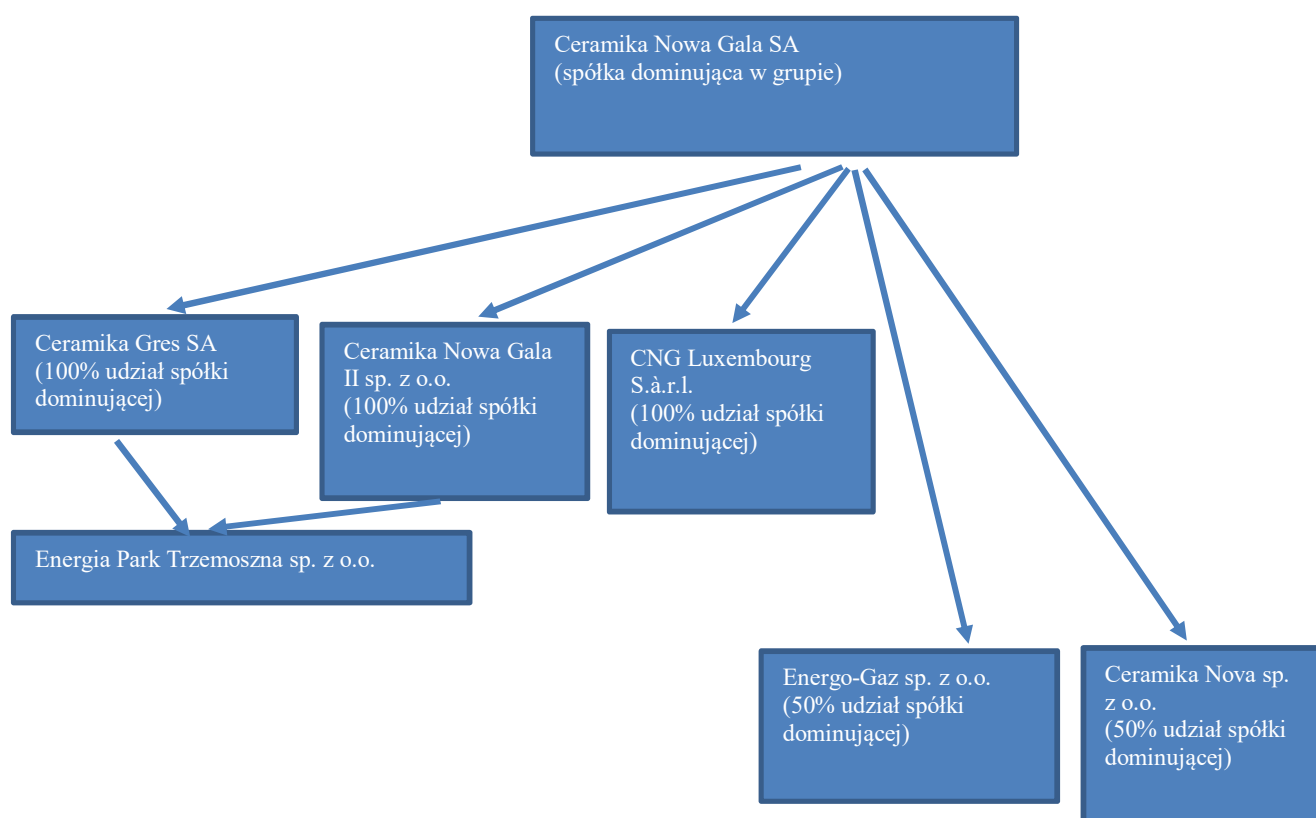 Ceramika Nowa Gala SA
(spółka dominująca w grupie)
Ceramika Gres SA
(100% udział spółki
dominującej)
Ceramika Nowa Gala
II sp. z o.o.
(100% udział spółki
dominującej)
CNG Luxembourg
S.à.r.l.
(100% udział spółki
dominującej)
Energia Park Trzemoszna sp. z o.o.
Energo-Gaz sp. z o.o.
(50% udział spółki
dominującej)
Ceramika Nova sp.
z o.o.
(50% udział spółki
dominującej)